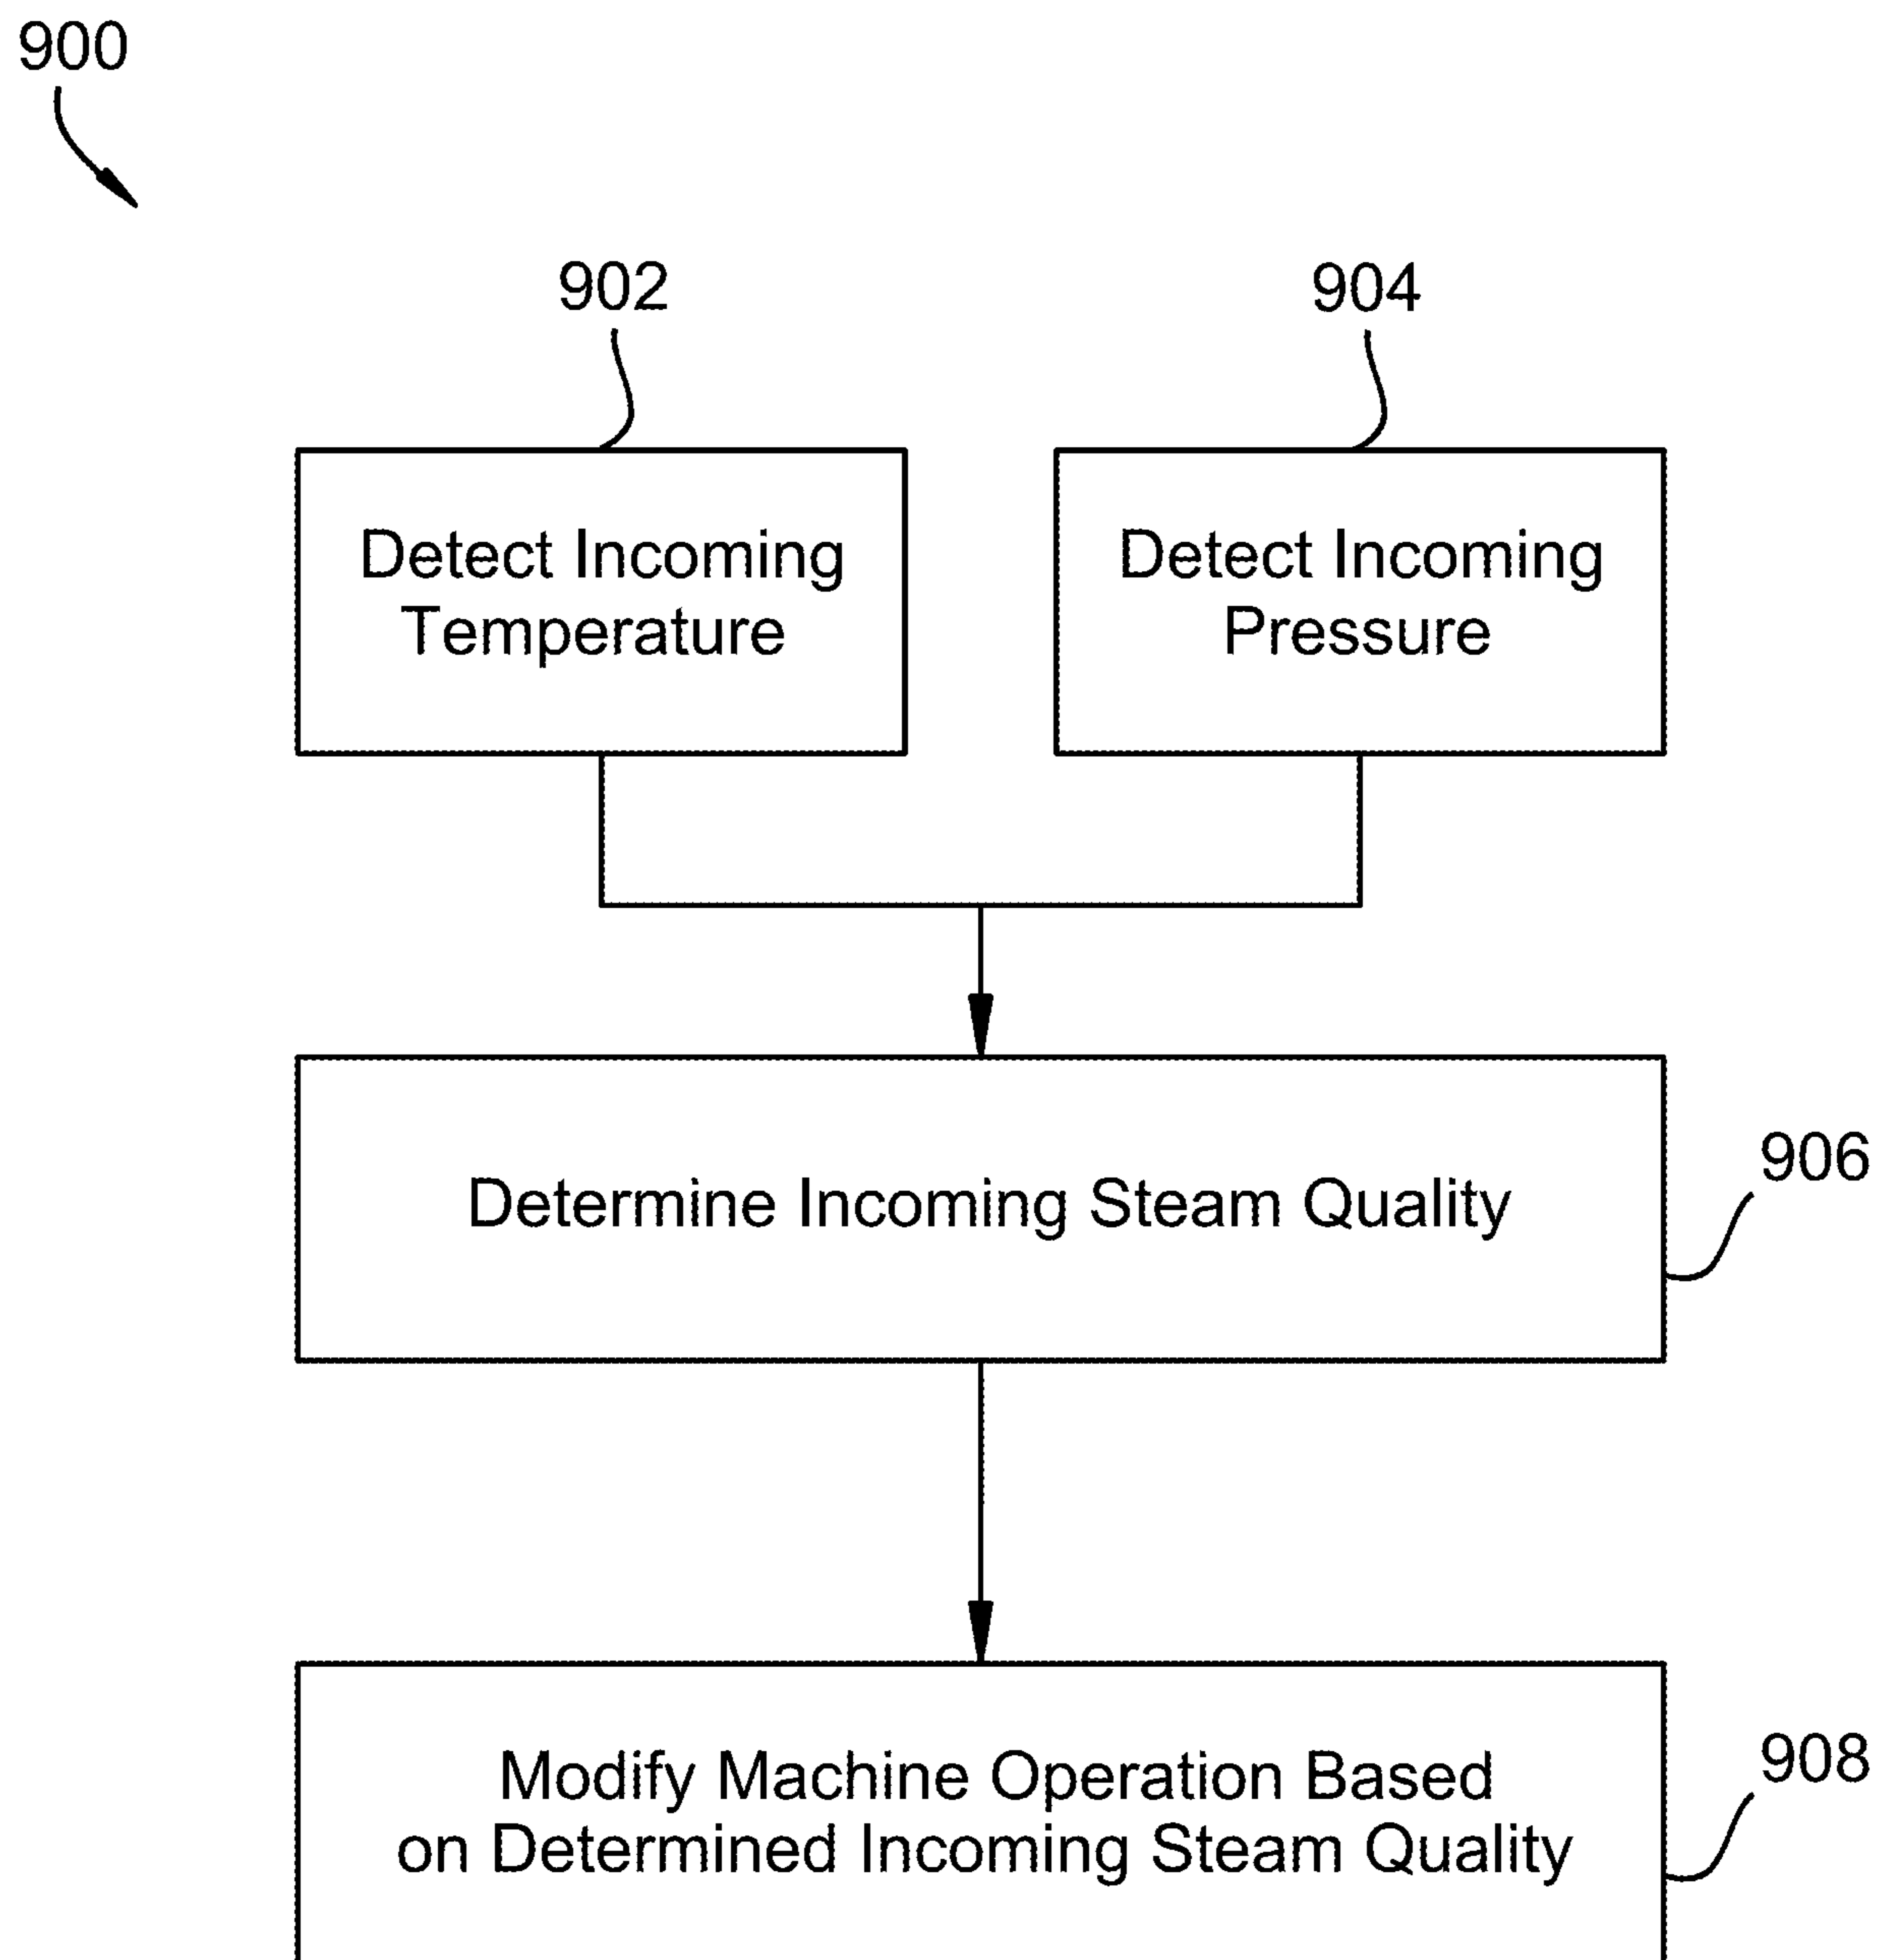 900
902
904
Detect Incoming
Temperature
Detect Incoming
Pressure
Determine Incoming Steam Quality
906
Modify Machine Operation Based
on Determined Incoming Steam Quality
908